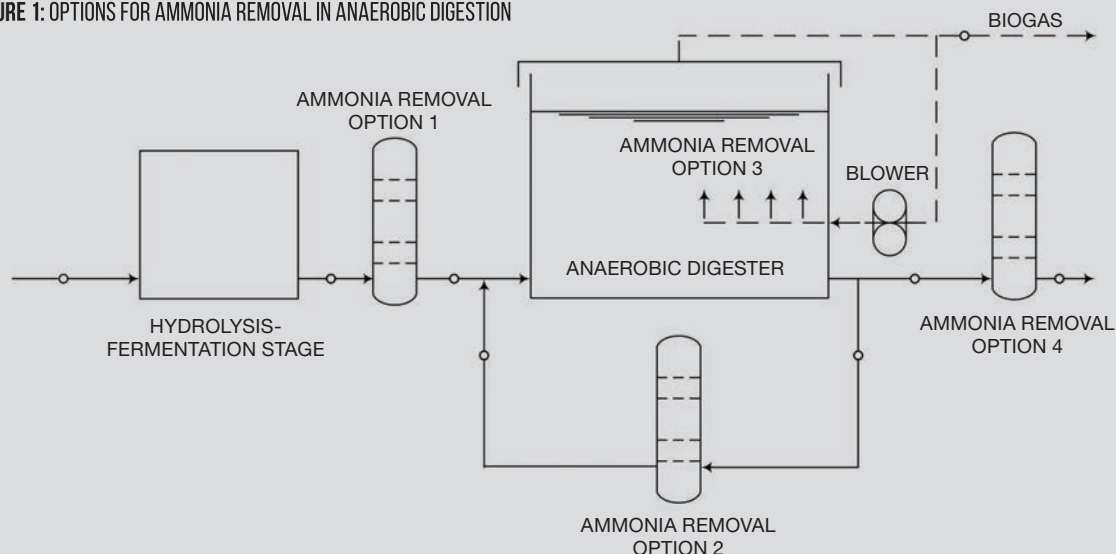 URE 1: OPTIONS FOR AMMONIA REMOVAL IN ANAEROBIC DIGESTION
BIOGAS
AMMONIA REMOVAL
OPTION 1
AMMONIA REMOVAL
OPTION 3
BLOWER
ANAEROBIC DIGESTER
HYDROLYSIS-
FERMENTATION STAGE
AMMONIA REMOVAL
OPTION 4
AMMONIA REMOVAL
OPTION 2